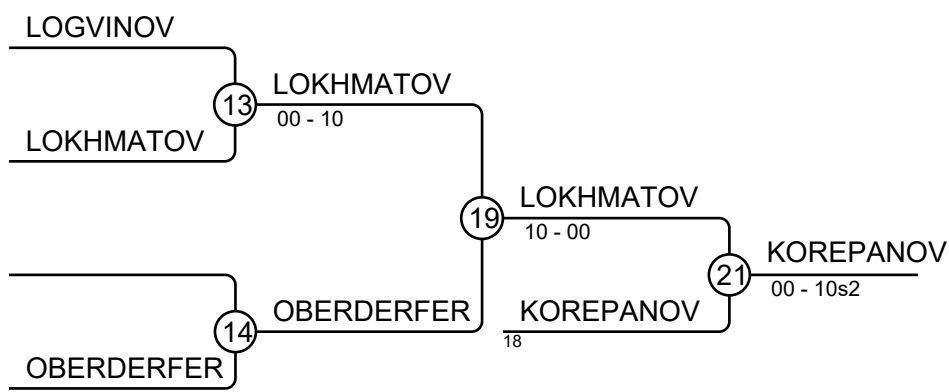 LOGVINOV
13
LOKHMATOV
00 - 10
LOKHMATOV
19
LOKHMATOV
10 - 00
21
KOREPANOV
00 - 10s2
14
OBERDERFER
KOREPANOV
18
OBERDERFER